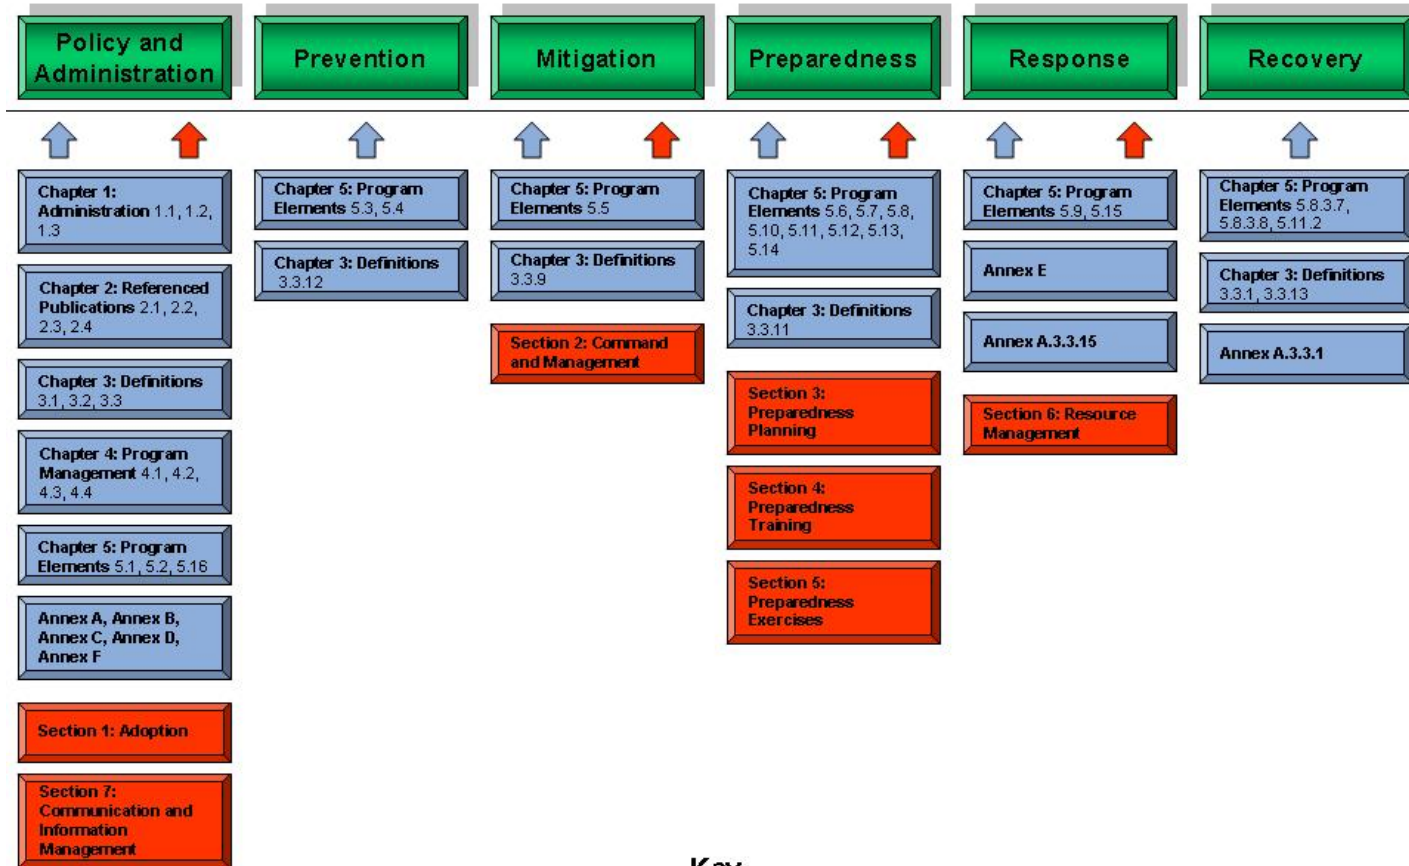 Policy and
Administration
Prevention
Mitigation
Preparedness
Response
Recovery
Chapter 1:
Administration 1.1, 1.2,
1.3
Chapter 2: Referenced
Publications 2.1, 2.2,
2.3, 2.4
Chapter 3: Definitions
3.1, 3.2, 3.3
Chapter 4: Program
Management 4.1, 4.2,
4.3, 4.4
Chapter 5: Program
Elements 5.1, 5.2, 5.16
Annex A, Annex B,
Annex C, Annex D,
Annex F
Section 1: Adoption
Section 7:
Communication and
Information
Management
Chapter 5: Program
Elements 5.3, 5.4
Chapter 3: Definitions
3.3.12
Chapter 5: Program
Elements 5.5
Chapter 3: Definitions
3.3.9
Section 2: Command
and Management
Chapter 5: Program
Elements 5.6, 5.7, 5.8,
5.10, 5.11, 5.12, 5.13,
5.14
Chapter 3: Definitions
3.3.11
Section 3:
Preparedness
Planning
Section 4:
Preparedness
Training
Section 5:
Preparedness
Exercises
Chapter 5: Program
Elements 5.9, 5.15
Annex E
Annex A.3.3.15
Section 6: Resource
Management
Chapter 5: Program
Elements 5.8.3.7,
5.8.3.8, 5.11.2
Chapter 3: Definitions
3.3.1, 3.3.13
Annex A.3.3.1
Key